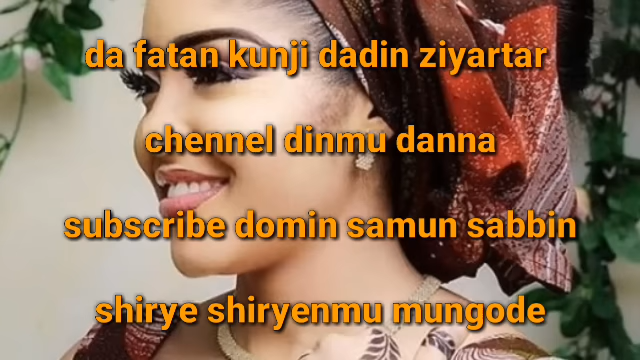 da fatan kunji dadin ziyartar
chennel dinmu danna
subscribe domin samun sabbin
shirye shiryenmu mungode